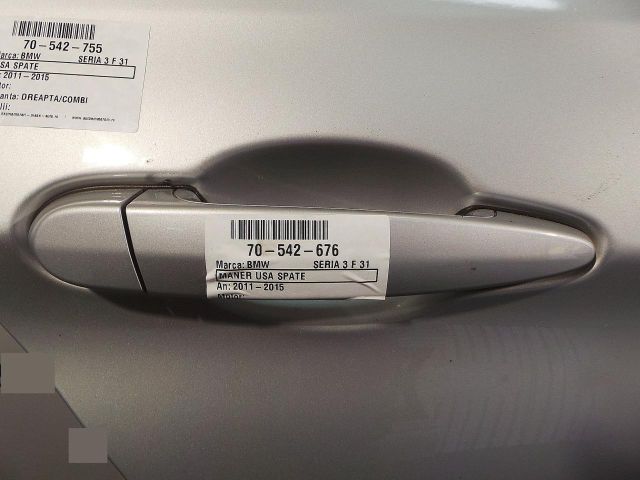 70-542-755
Marca: BMW SERIA 3 F 31
USA SPATE
2011-2015
DREAPTA/COMBI
70-542-676
Marca: BMW SERIA 3 F 31
MANER USA SPATE
An: 2011-2015